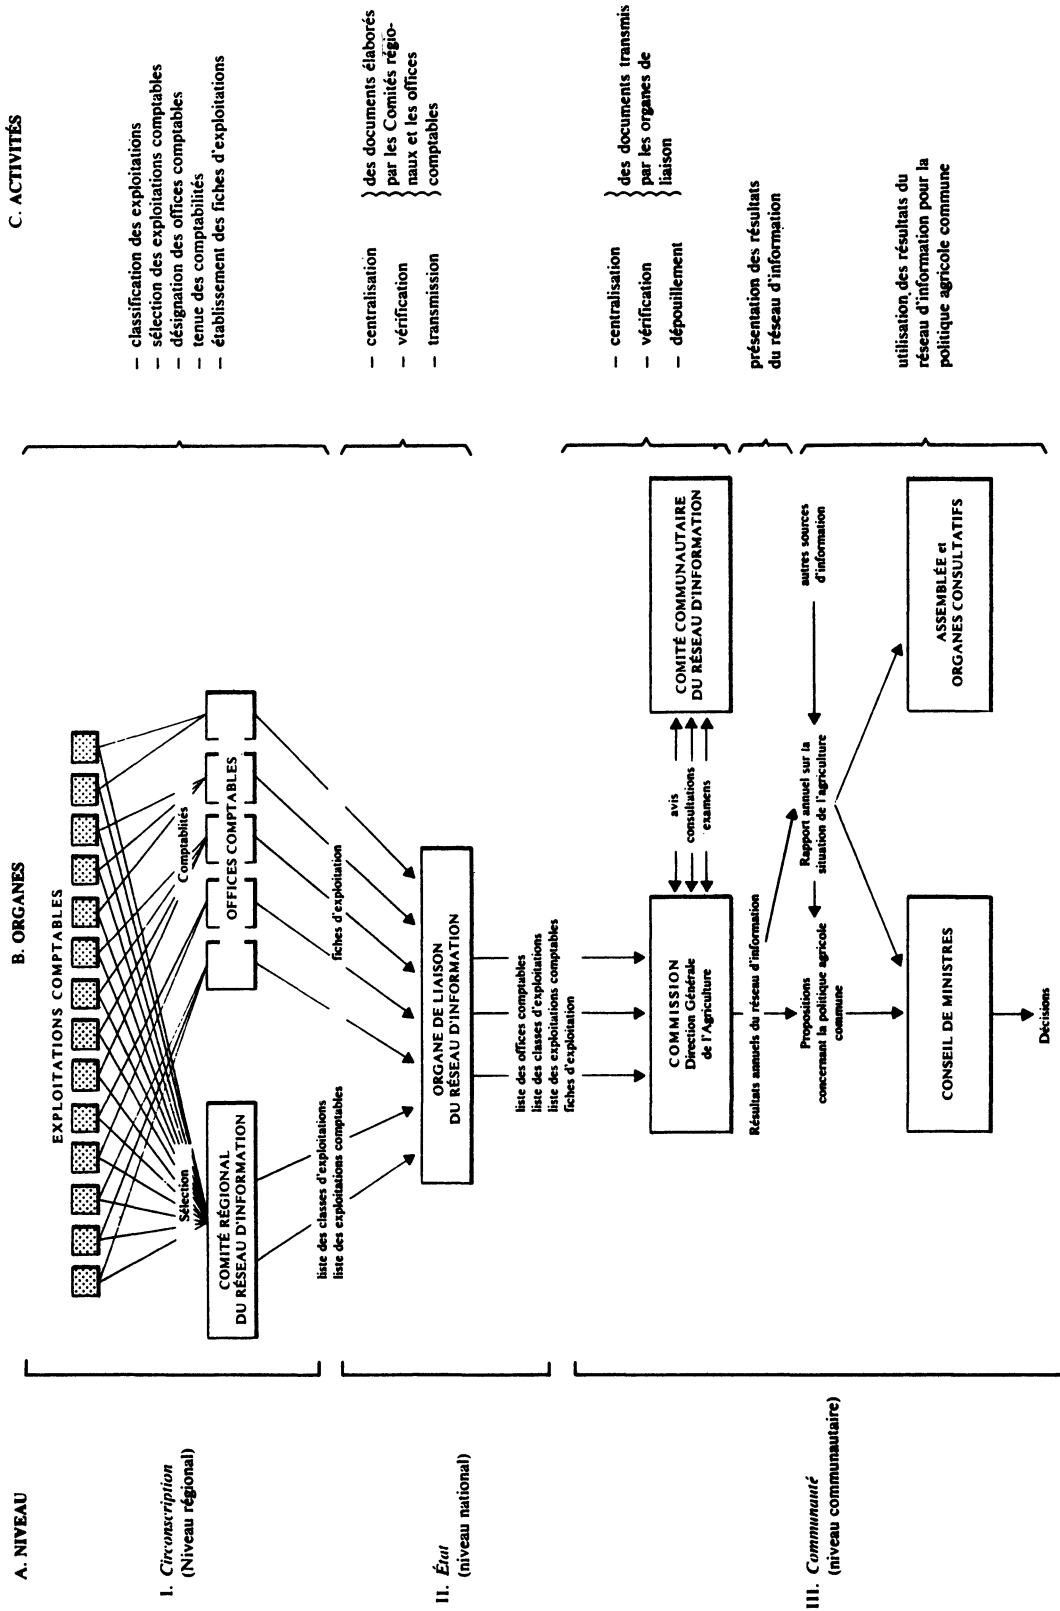 A. NIVEAU
B. ORGANES
C. ACTIVITÉS
I. Circonscription
(Niveau régional)
EXPLOITATIONS COMPTABLES
Sélection
Comptabilités
COMITÉ RÉGIONAL
DU RÉSEAU D'INFORMATION
OFFICES COMPTABLES
– classification des exploitations
– sélection des exploitations comptables
– désignation des offices comptables
– tenue des comptabilités
– établissement des fiches d'exploitations
liste des classes d'exploitations
liste des exploitations comptables
fiches d'exploitation
II. État
(niveau national)
ORGANE DE LIAISON
DU RÉSEAU D'INFORMATION
– centralisation
– vérification
– transmission
des documents élaborés
par les Comités régio-
naux et les offices
comptables
liste des offices comptables
liste des classes d'exploitations
liste des exploitations comptables
fiches d'exploitation
III. Communauté
(niveau communautaire)
COMMISSION
Direction Générale
de l'Agriculture
avis
consultations
examens
COMITÉ COMMUNAUTAIRE
DU RÉSEAU D'INFORMATION
– centralisation
– vérification
– dépouillement
des documents transmis
par les organes de
liaison
Résultats annuels du réseau d'information
présentation des résultats
du réseau d'information
Propositions
concernant la politique agricole
commune
Rapport annuel sur la
situation de l'agriculture
autres sources
d'information
CONSEIL DE MINISTRES
ASSEMBLÉE et
ORGANES CONSULTATIFS
utilisation des résultats du
réseau d'information pour la
politique agricole commune
Décisions